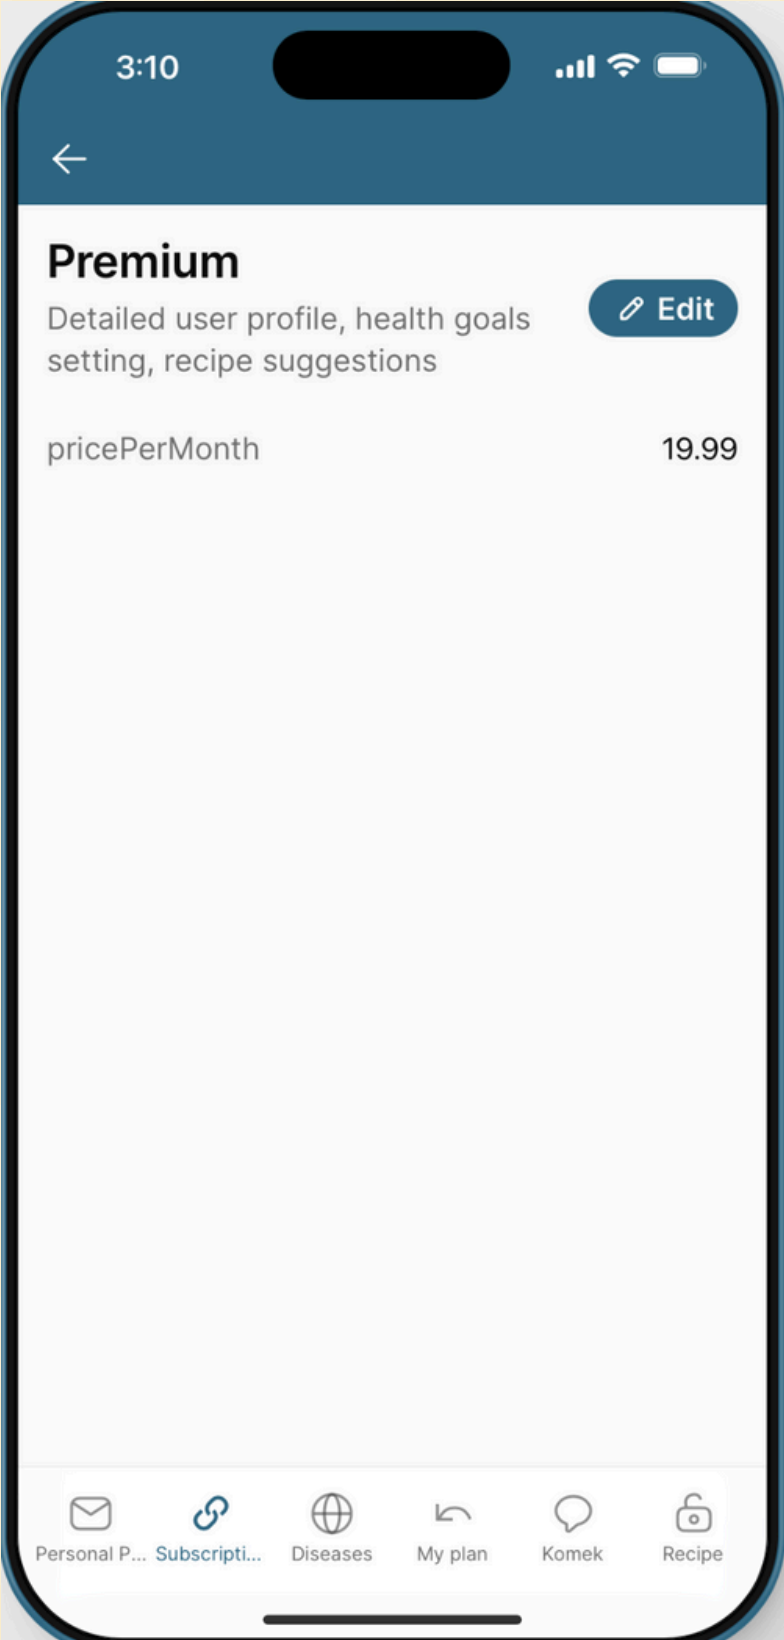 3:10
Premium
Detailed user profile, health goals
setting, recipe suggestions
Edit
pricePerMonth 19.99
Personal P... Subscripti... Diseases My plan Komek Recipe